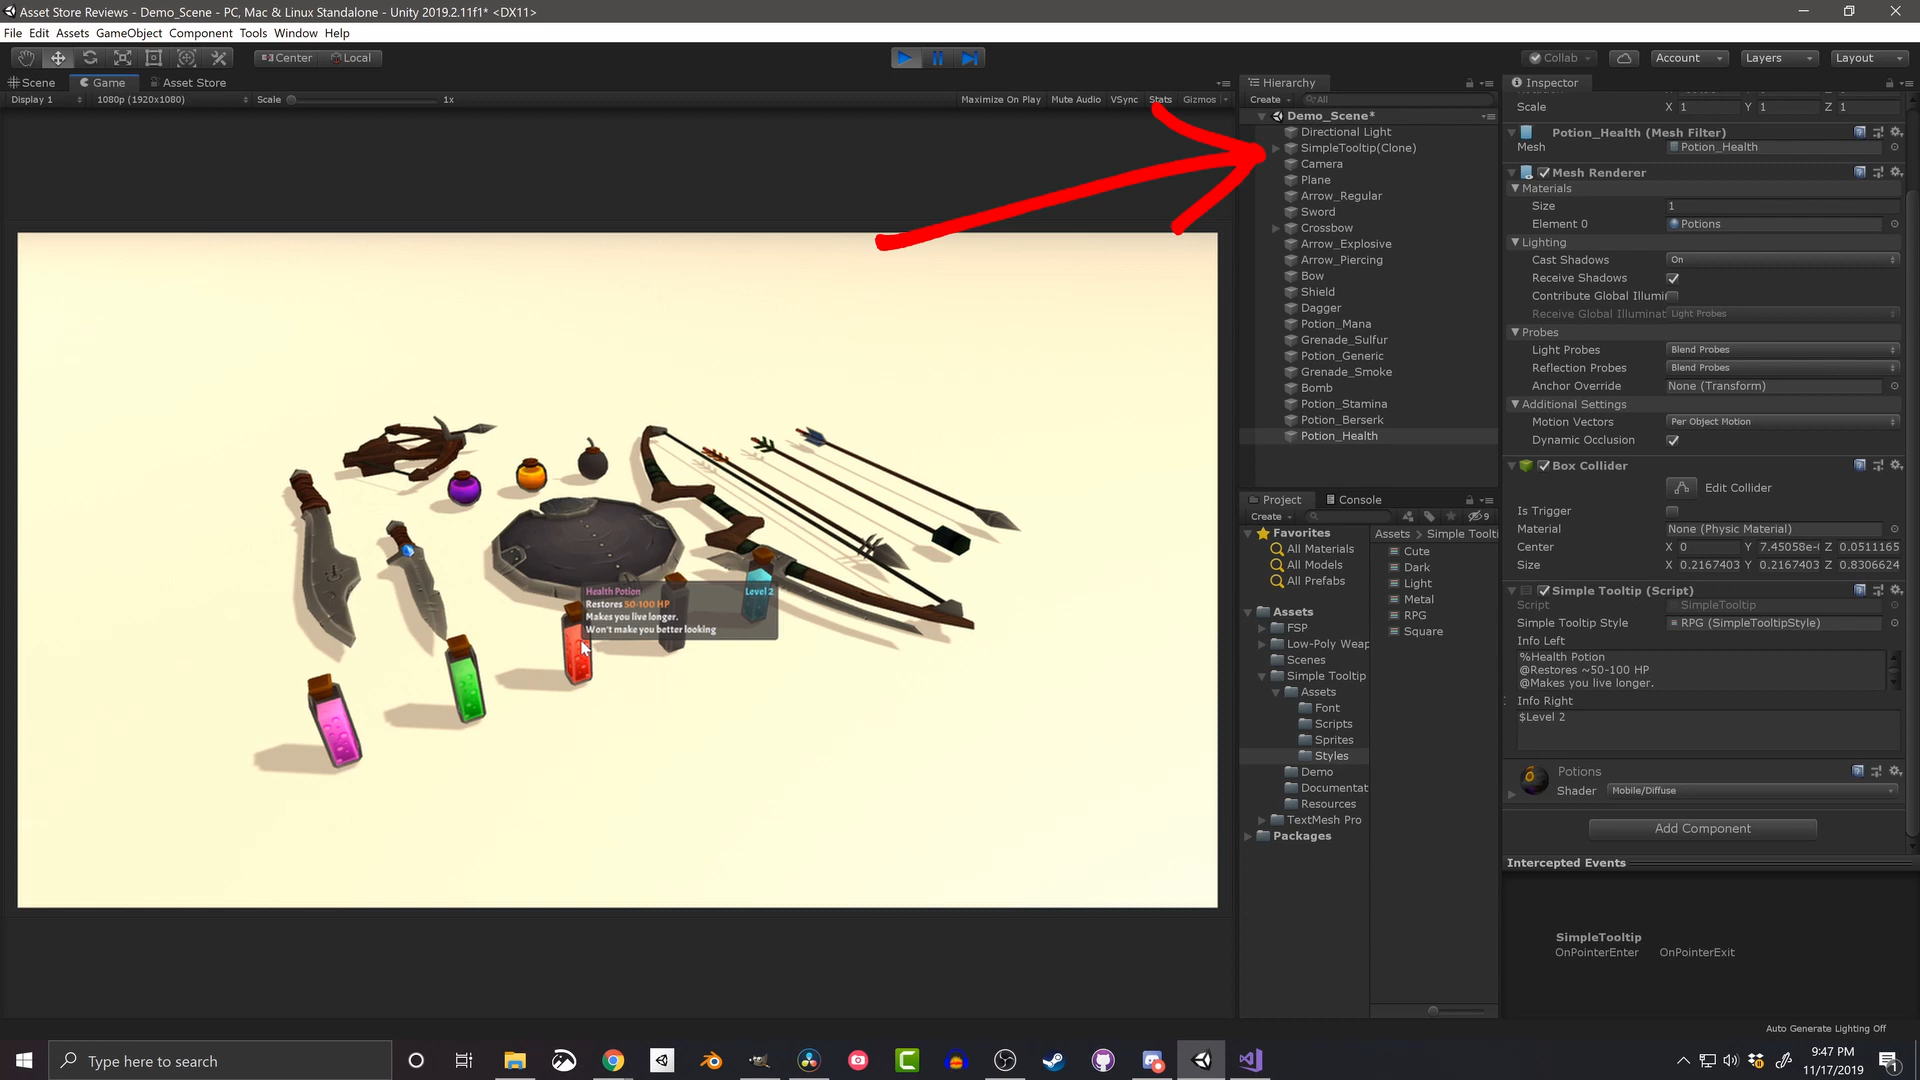 Asset Store Reviews - Demo_Scene - PC, Mac & Linux Standalone - Unity 2019.2.11f1* <DX11>
File Edit Assets GameObject Component Tools Window Help
Center Local
Collab Account Layers Layout
Scene Game Asset Store
Display 1 1080p (1920x1080) Scale 1x Maximize On Play Mute Audio VSync Stats Gizmos
Health Potion Level 2
Restores 50-100 HP
Makes you live longer.
Won't make you better looking
Hierarchy
Create All
Demo_Scene*
Directional Light
SimpleTooltip(Clone)
Camera
Plane
Arrow_Regular
Sword
Crossbow
Arrow_Explosive
Arrow_Piercing
Bow
Shield
Dagger
Potion_Mana
Grenade_Sulfur
Potion_Generic
Grenade_Smoke
Bomb
Potion_Stamina
Potion_Berserk
Potion_Health
Project Console
Create 9
Favorites
All Materials
All Models
All Prefabs
Assets
FSP
Low-Poly Weap
Scenes
Simple Tooltip
Assets
Font
Scripts
Sprites
Styles
Demo
Documentat
Resources
TextMesh Pro
Packages
Assets > Simple Toolti
Cute
Dark
Light
Metal
RPG
Square
Inspector
Scale X 1 Y 1 Z 1
Potion_Health (Mesh Filter)
Mesh Potion_Health
Mesh Renderer
Materials
Size 1
Element 0 Potions
Lighting
Cast Shadows On
Receive Shadows
Contribute Global Illumi
Receive Global Illuminat Light Probes
Probes
Light Probes Blend Probes
Reflection Probes Blend Probes
Anchor Override None (Transform)
Additional Settings
Motion Vectors Per Object Motion
Dynamic Occlusion
Box Collider
Edit Collider
Is Trigger
Material None (Physic Material)
Center X 0 Y 7.45058e-( Z 0.0511165
Size X 0.2167403 Y 0.2167403 Z 0.8306624
Simple Tooltip (Script)
Script SimpleTooltip
Simple Tooltip Style RPG (SimpleTooltipStyle)
Info Left
%Health Potion
@Restores ~50-100 HP
@Makes you live longer.
Info Right
$Level 2
Potions
Shader Mobile/Diffuse
Add Component
Intercepted Events
SimpleTooltip
OnPointerEnter OnPointerExit
Auto Generate Lighting Off
Type here to search
9:47 PM
11/17/2019
1